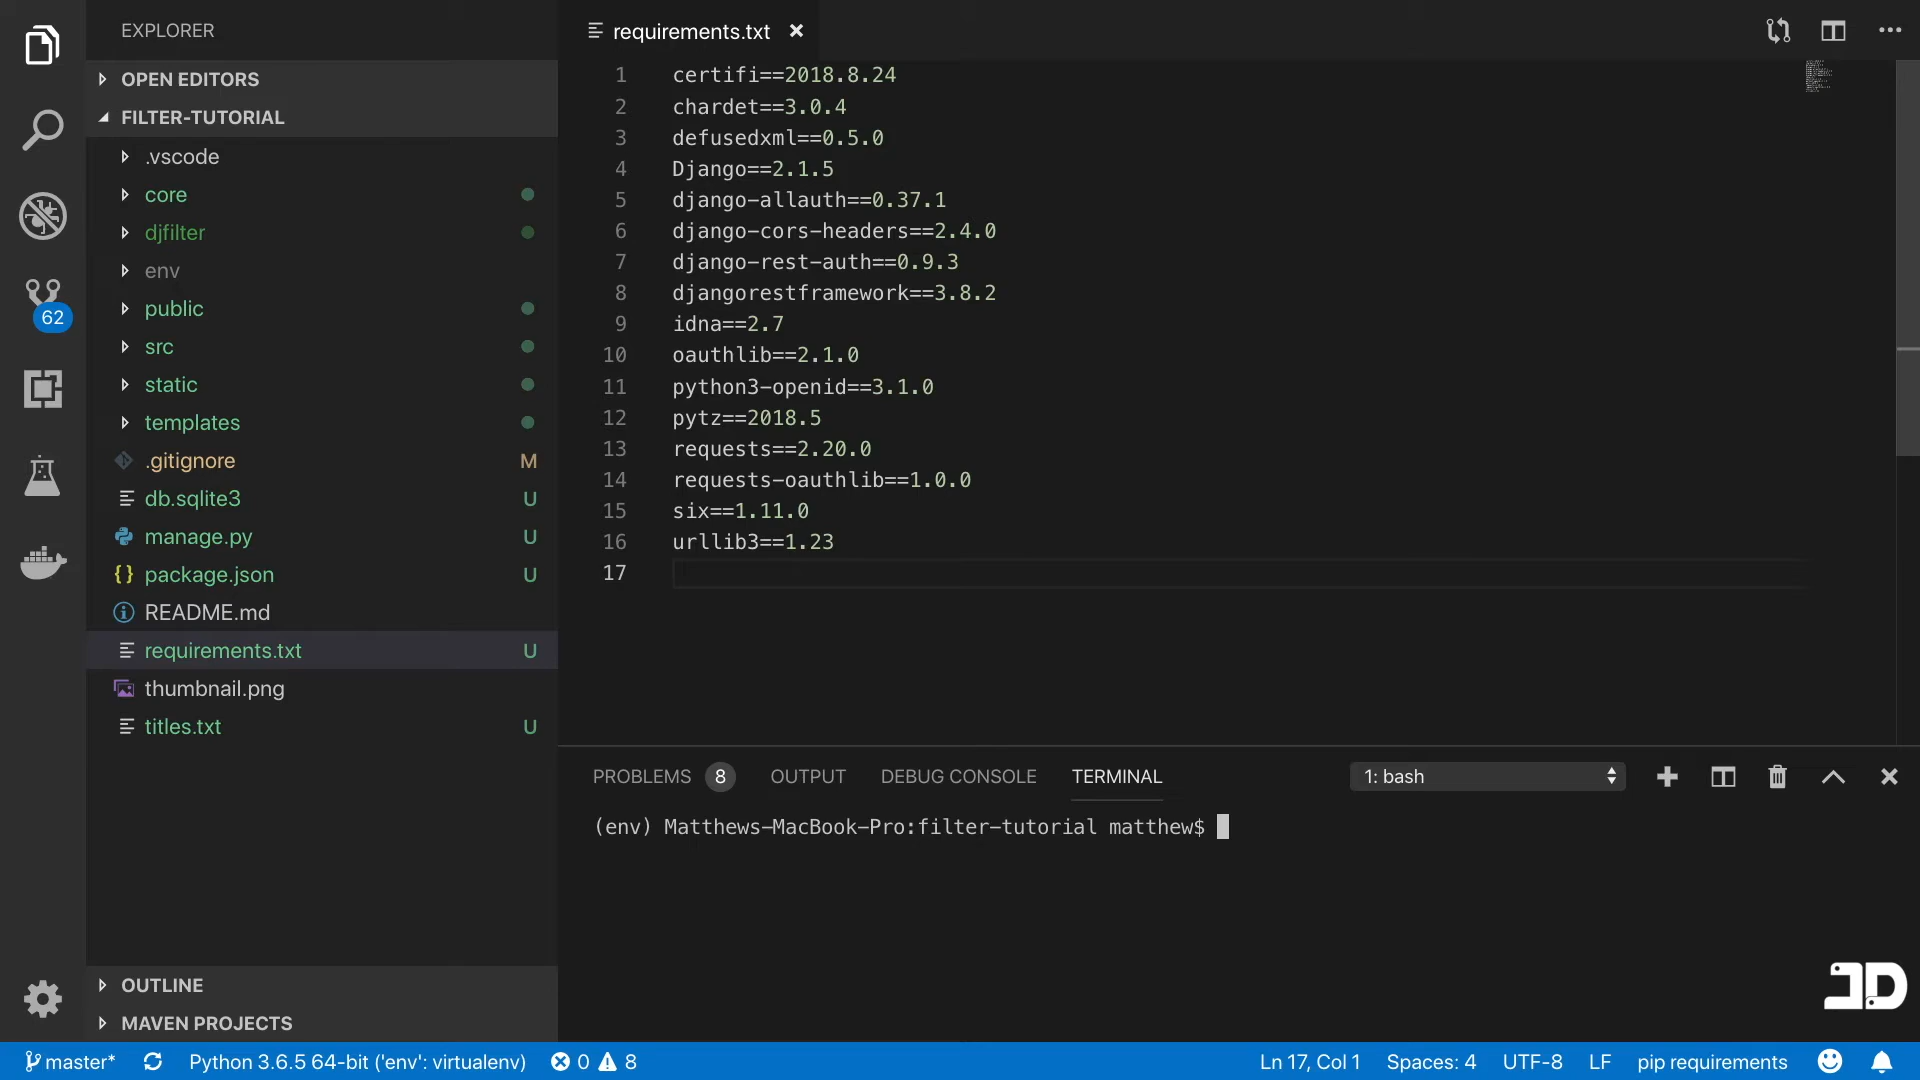 EXPLORER
OPEN EDITORS
FILTER-TUTORIAL
.vscode
core
djfilter
env
public
src
static
templates
.gitignore M
db.sqlite3 U
manage.py U
package.json U
README.md
requirements.txt U
thumbnail.png
titles.txt U
OUTLINE
MAVEN PROJECTS
62
requirements.txt
1 certifi==2018.8.24
2 chardet==3.0.4
3 defusedxml==0.5.0
4 Django==2.1.5
5 django-allauth==0.37.1
6 django-cors-headers==2.4.0
7 django-rest-auth==0.9.3
8 djangorestframework==3.8.2
9 idna==2.7
10 oauthlib==2.1.0
11 python3-openid==3.1.0
12 pytz==2018.5
13 requests==2.20.0
14 requests-oauthlib==1.0.0
15 six==1.11.0
16 urllib3==1.23
17
PROBLEMS 8 OUTPUT DEBUG CONSOLE TERMINAL 1: bash
(env) Matthews-MacBook-Pro:filter-tutorial matthew$
JD
master* Python 3.6.5 64-bit ('env': virtualenv) 0 8 Ln 17, Col 1 Spaces: 4 UTF-8 LF pip requirements